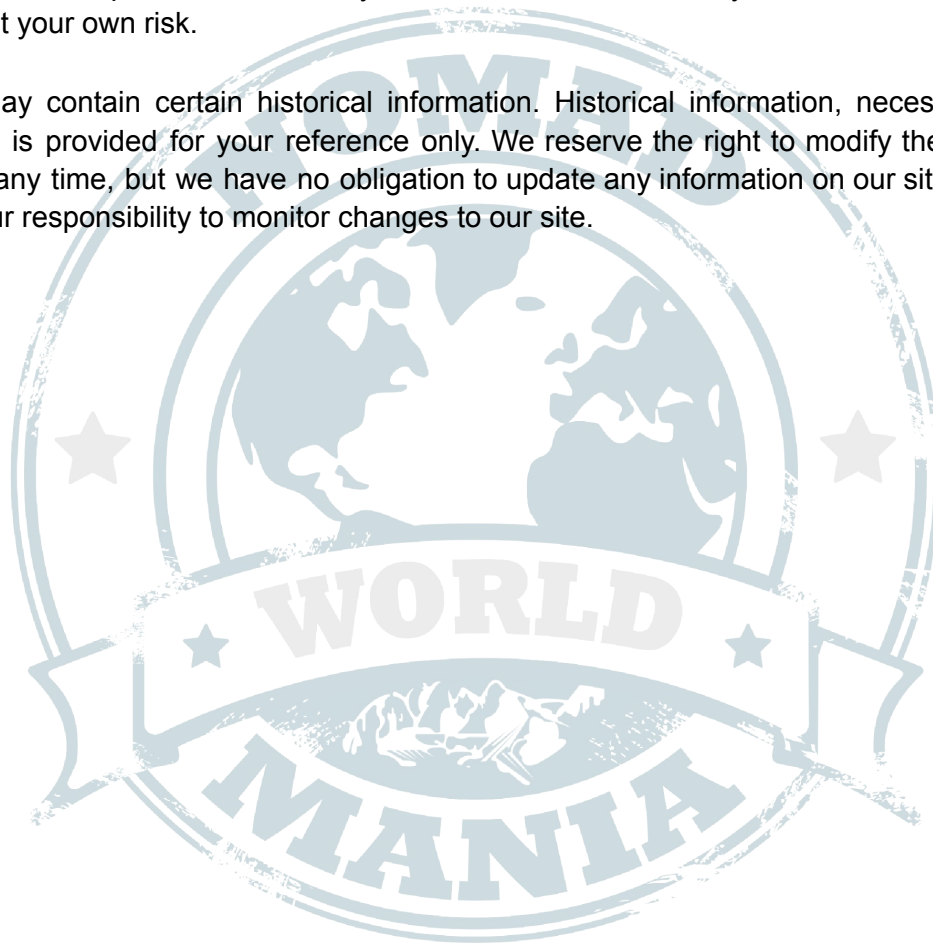 t your own risk.
ay contain certain historical information. Historical information, neces
is provided for your reference only. We reserve the right to modify the
any time, but we have no obligation to update any information on our sit
ur responsibility to monitor changes to our site.
NOMAD
WORLD
MANIA